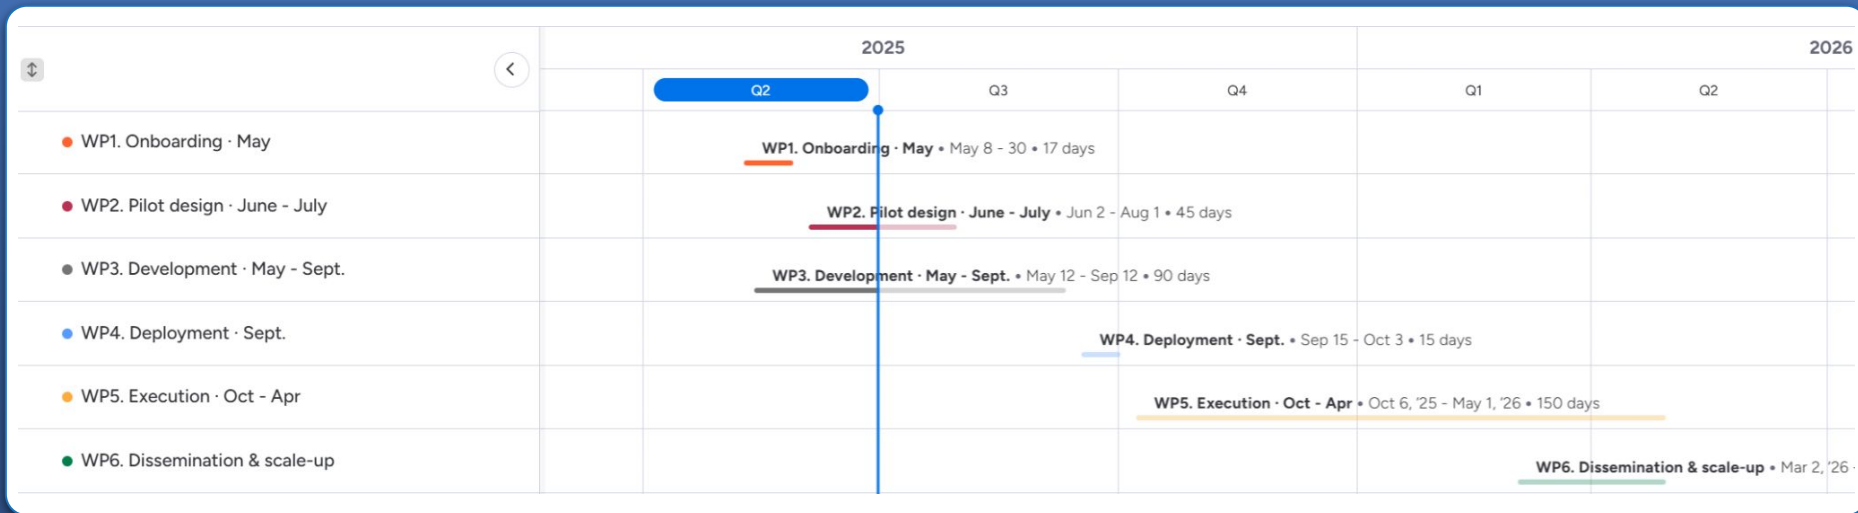 2025
2026
Q2
Q3
Q4
Q1
Q2
WP1. Onboarding · May
WP1. Onboarding · May • May 8 - 30 • 17 days
WP2. Pilot design · June - July
WP2. Pilot design · June - July • Jun 2 - Aug 1 • 45 days
WP3. Development · May - Sept.
WP3. Development · May - Sept. • May 12 - Sep 12 • 90 days
WP4. Deployment · Sept.
WP4. Deployment · Sept. • Sep 15 - Oct 3 • 15 days
WP5. Execution · Oct - Apr
WP5. Execution · Oct - Apr • Oct 6, '25 - May 1, '26 • 150 days
WP6. Dissemination & scale-up
WP6. Dissemination & scale-up • Mar 2, '26 -